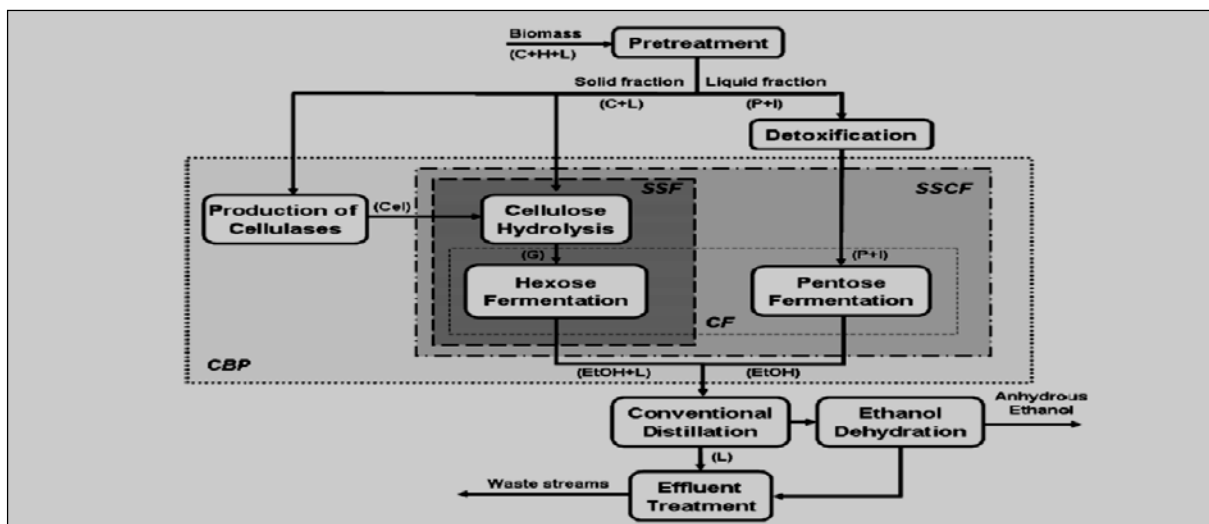 Biomass
(C+H+L)
Pretreatment
Solid fraction
Liquid fraction
(C+L)
(P+I)
Detoxification
SSF
SSCF
Production of
Cellulases
(Cel)
Cellulose
Hydrolysis
(G)
(P+I)
Hexose
Fermentation
Pentose
Fermentation
CF
CBP
(EtOH+L)
(EtOH)
Conventional
Distillation
Ethanol
Dehydration
Anhydrous
Ethanol
(L)
Waste streams
Effluent
Treatment